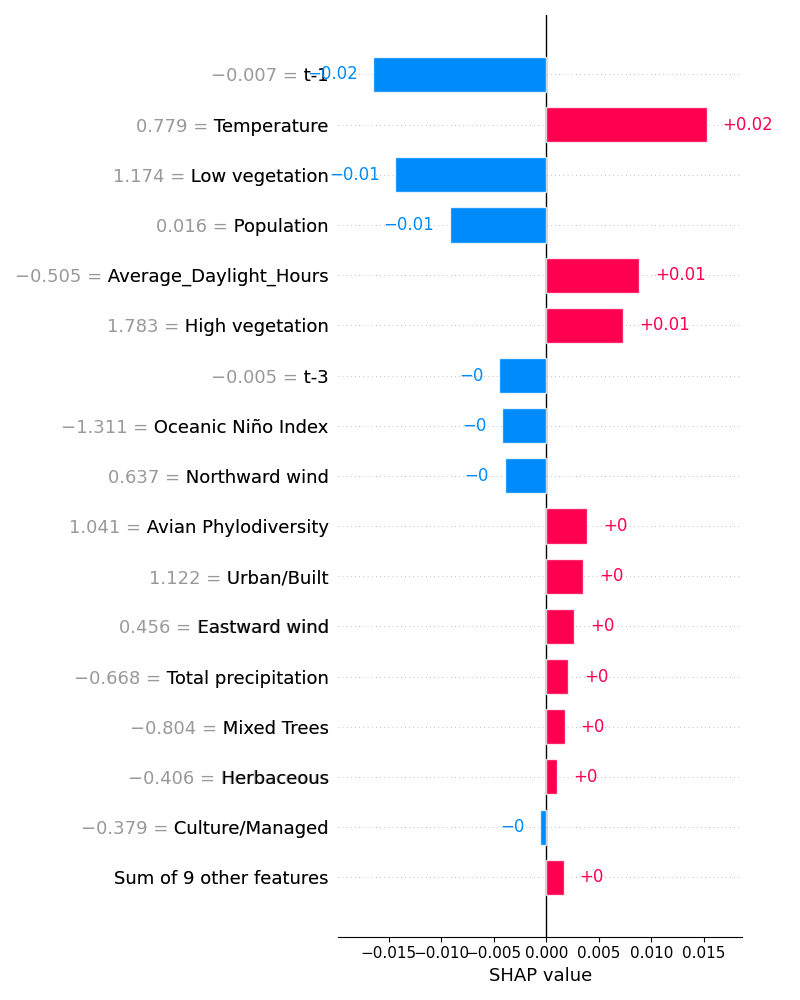 −0.007 = t-1 −0.02
0.779 = Temperature +0.02
1.174 = Low vegetation −0.01
0.016 = Population −0.01
−0.505 = Average_Daylight_Hours +0.01
1.783 = High vegetation +0.01
−0.005 = t-3 −0
−1.311 = Oceanic Niño Index −0
0.637 = Northward wind −0
1.041 = Avian Phylodiversity +0
1.122 = Urban/Built +0
0.456 = Eastward wind +0
−0.668 = Total precipitation +0
−0.804 = Mixed Trees +0
−0.406 = Herbaceous +0
−0.379 = Culture/Managed −0
Sum of 9 other features +0
−0.015 −0.010 −0.005 0.000 0.005 0.010 0.015
SHAP value